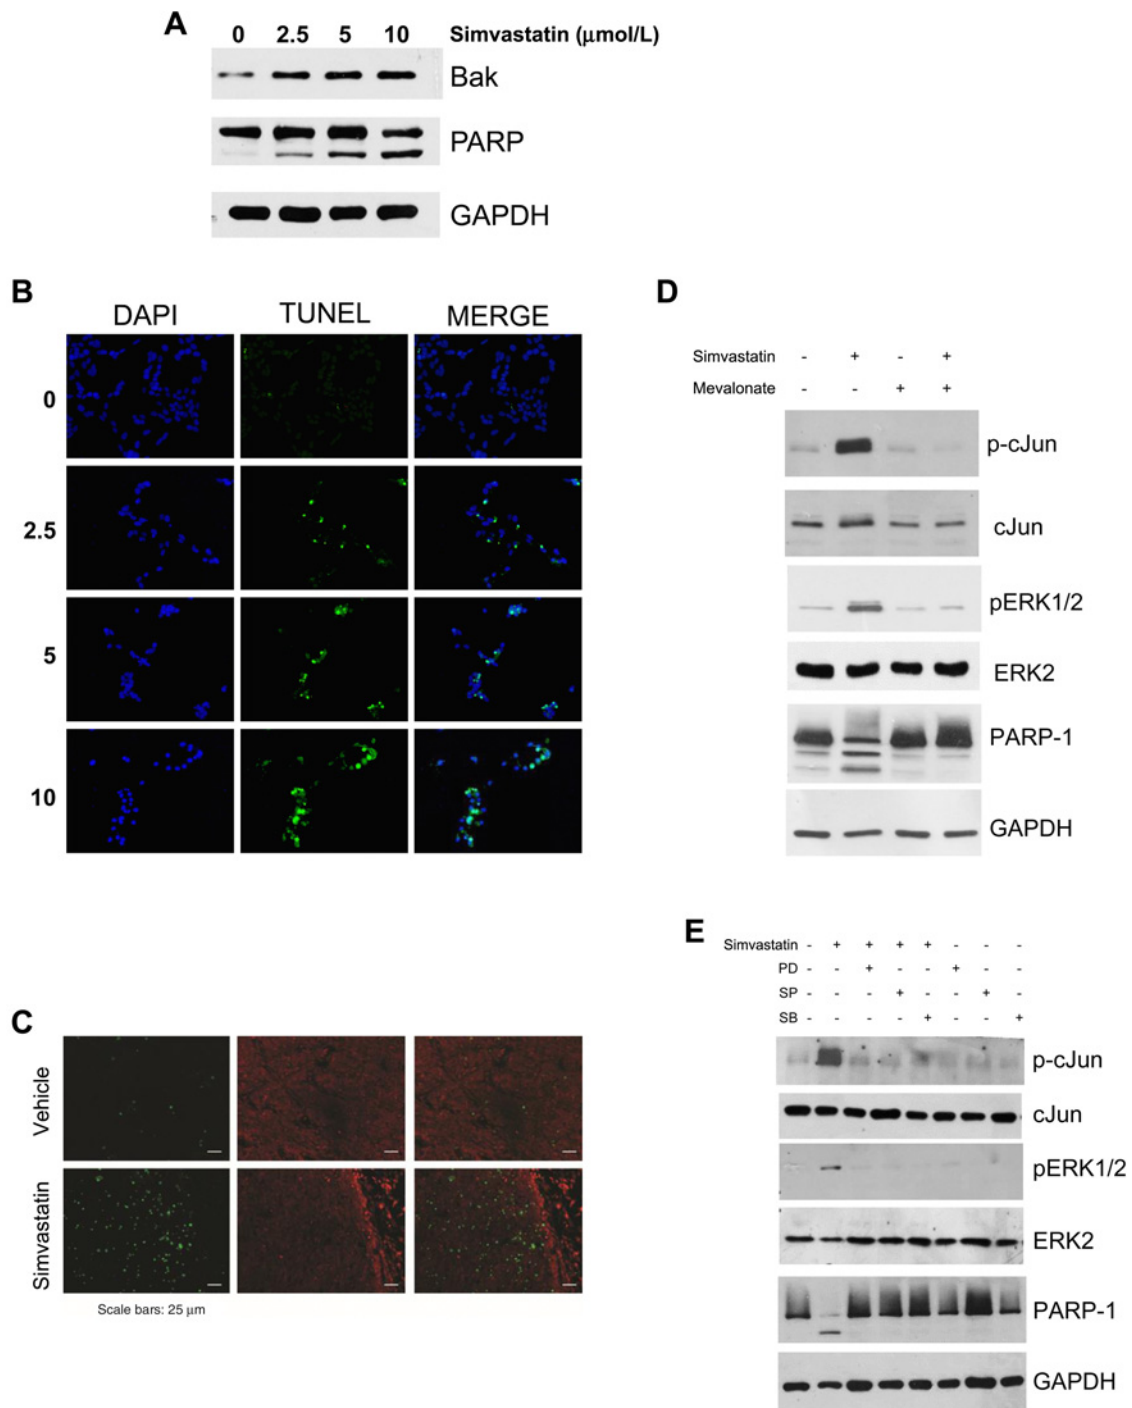 A
0 2.5 5 10 Simvastatin (μmol/L)
Bak
PARP
GAPDH
B
DAPI TUNEL MERGE
0
2.5
5
10
C
Vehicle
Simvastatin
Scale bars: 25 μm
D
Simvastatin - + - +
Mevalonate - - + +
p-cJun
cJun
pERK1/2
ERK2
PARP-1
GAPDH
E
Simvastatin - + + + + - - -
PD - - + - - + - -
SP - - - + - - + -
SB - - - - + - - +
p-cJun
cJun
pERK1/2
ERK2
PARP-1
GAPDH